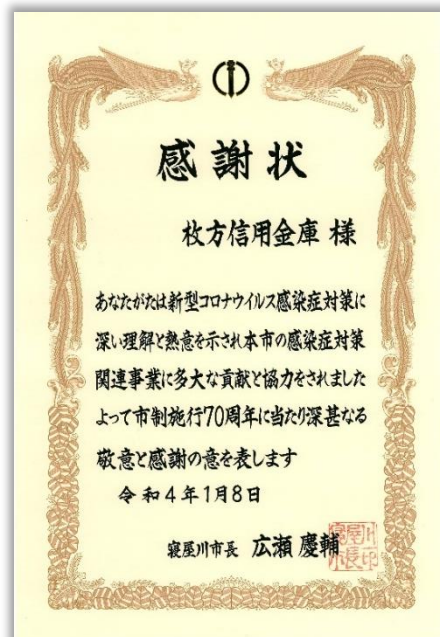 感謝状
枚方信用金庫 様
あなたがたは新型コロナウイルス感染症対策に
深い理解と熱意を示され本市の感染症対策
関連事業に多大な貢献と協力をされました
よって市制施行70周年に当たり深甚なる
敬意と感謝の意を表します
令和4年1月8日
寝屋川市長 広瀬 慶輔